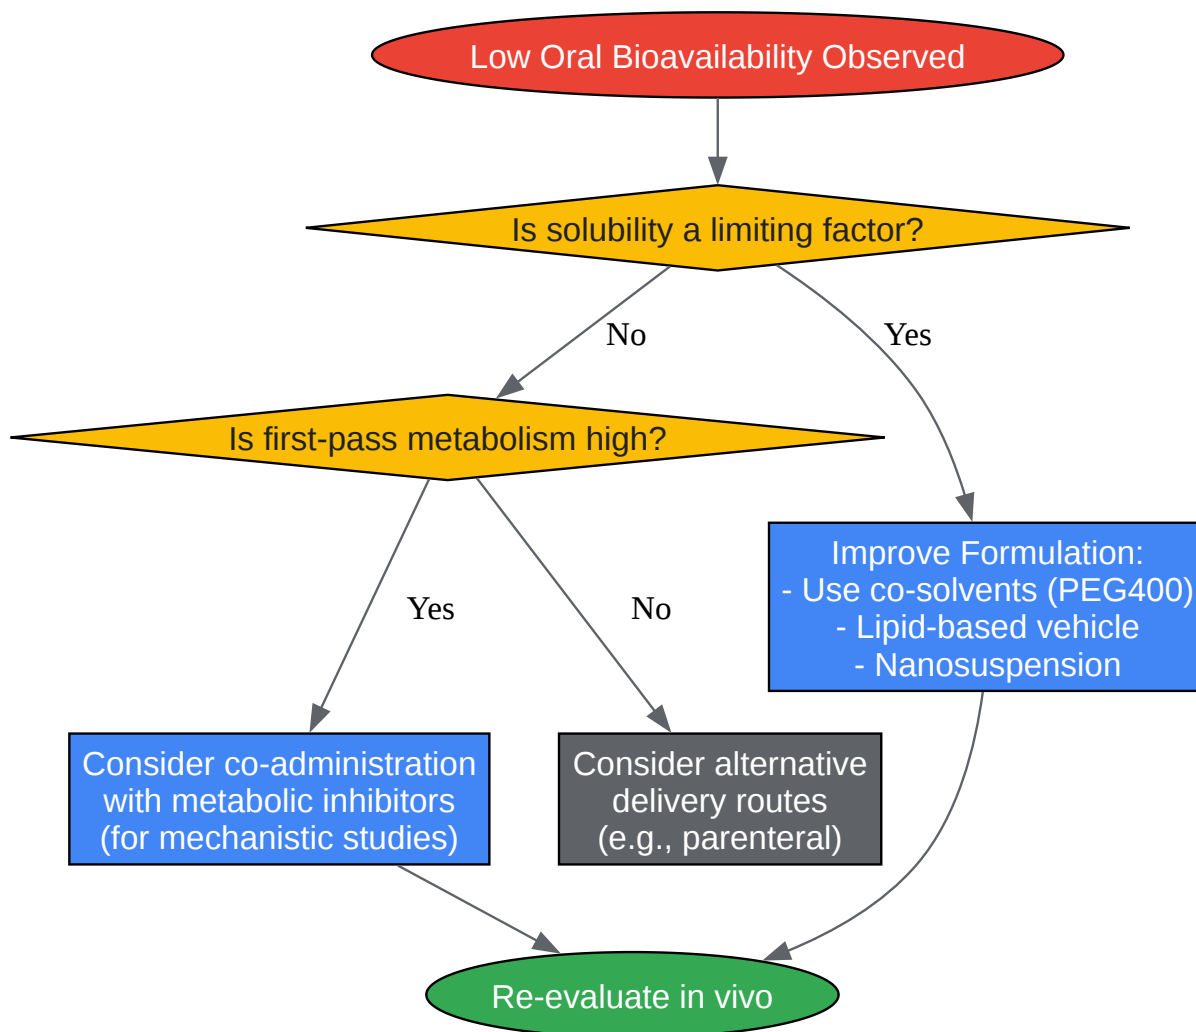 Low Oral Bioavailability Observed
Is solubility a limiting factor?
No
Yes
Is first-pass metabolism high?
Improve Formulation:
- Use co-solvents (PEG400)
- Lipid-based vehicle
- Nanosuspension
Yes
No
Consider co-administration
with metabolic inhibitors
(for mechanistic studies)
Consider alternative
delivery routes
(e.g., parenteral)
Re-evaluate in vivo